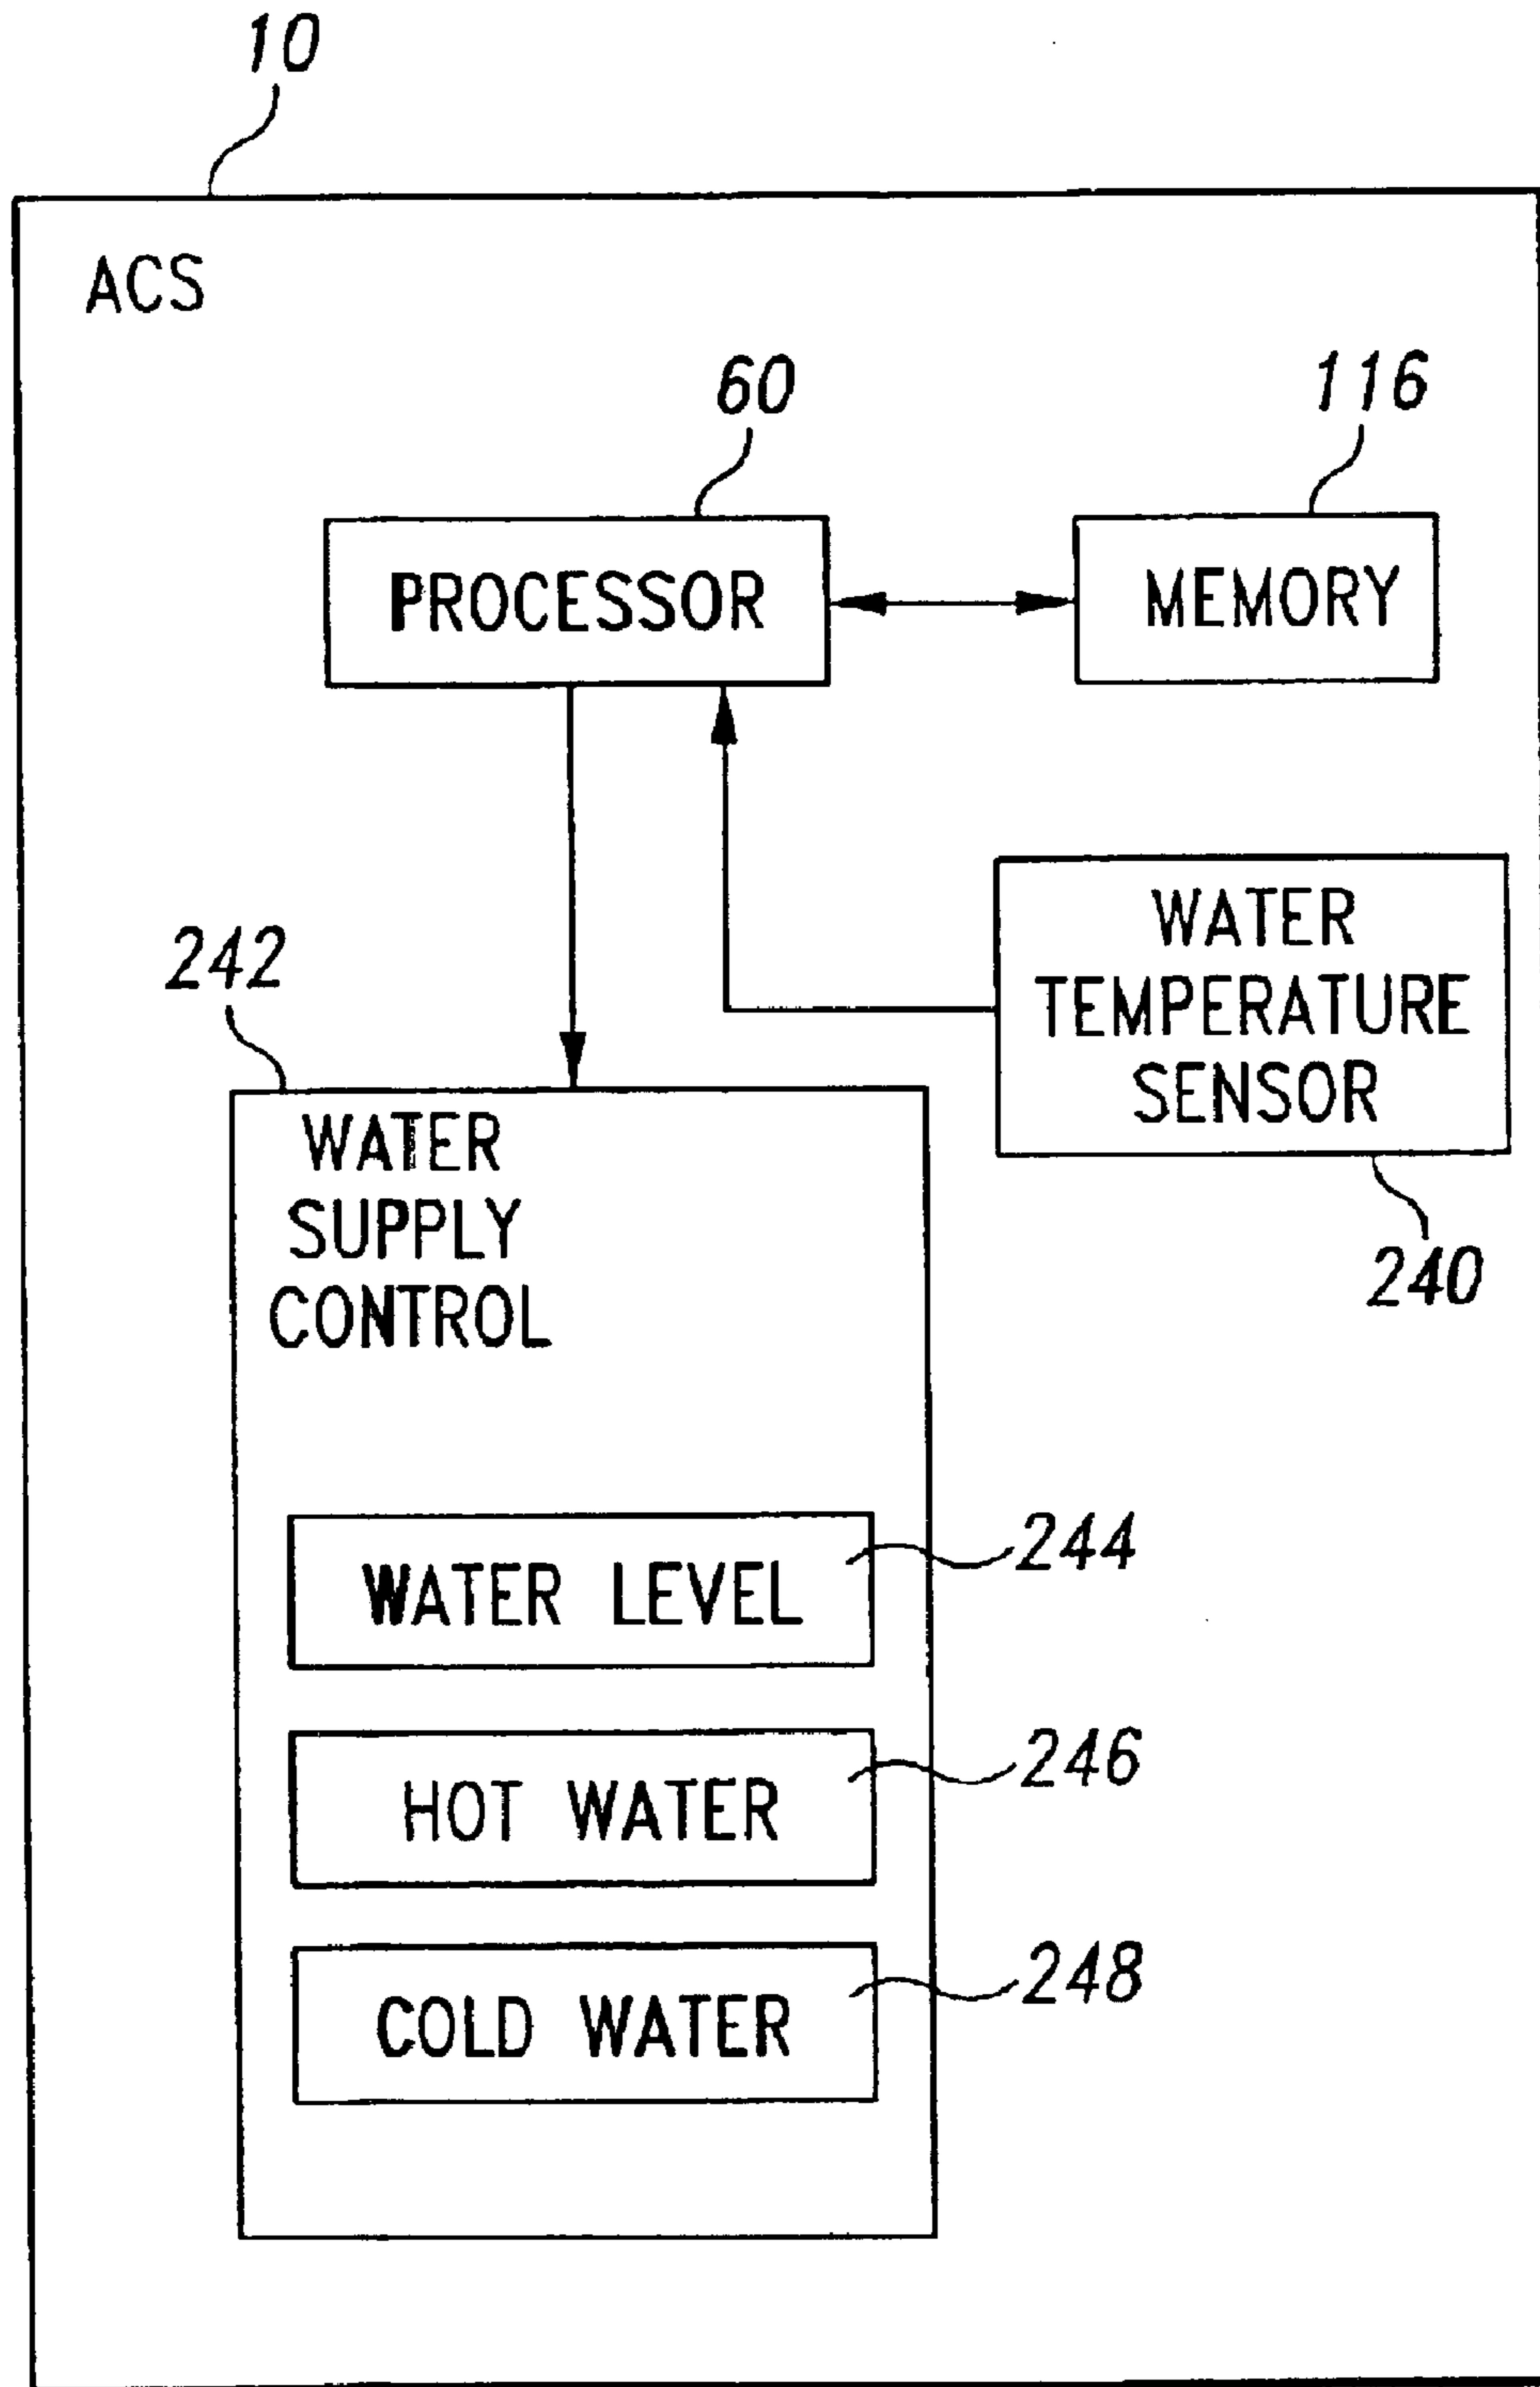 10
ACS
60
116
PROCESSOR
MEMORY
242
WATER
TEMPERATURE
SENSOR
240
WATER
SUPPLY
CONTROL
WATER LEVEL
244
HOT WATER
246
COLD WATER
248